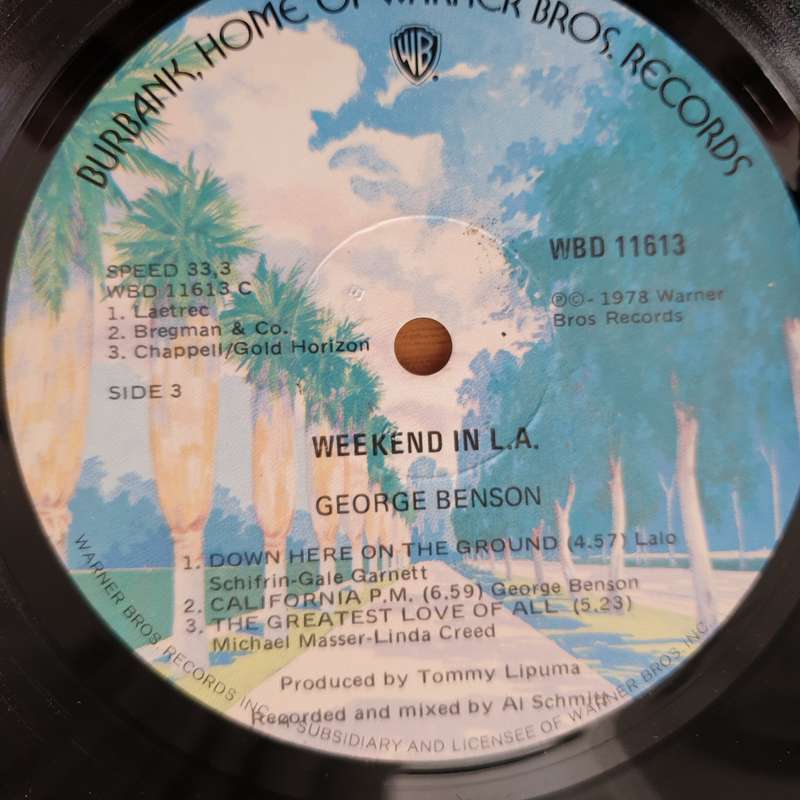 BURBANK, HOME OF WARNER BROS. RECORDS
WB
SPEED 33,3
WBD 11613 C
1. Laetrec
2. Bregman & Co.
3. Chappell/Gold Horizon
SIDE 3
WBD 11613
℗©- 1978 Warner
Bros Records
WEEKEND IN L.A.
GEORGE BENSON
1. DOWN HERE ON THE GROUND (4.57) Lalo
Schifrin-Gale Garnett
2. CALIFORNIA P.M. (6.59) George Benson
3. THE GREATEST LOVE OF ALL (5.23)
Michael Masser-Linda Creed
Produced by Tommy Lipuma
Recorded and mixed by Al Schmitt
WARNER BROS. RECORDS INC., A SUBSIDIARY AND LICENSEE OF WARNER BROS. INC.